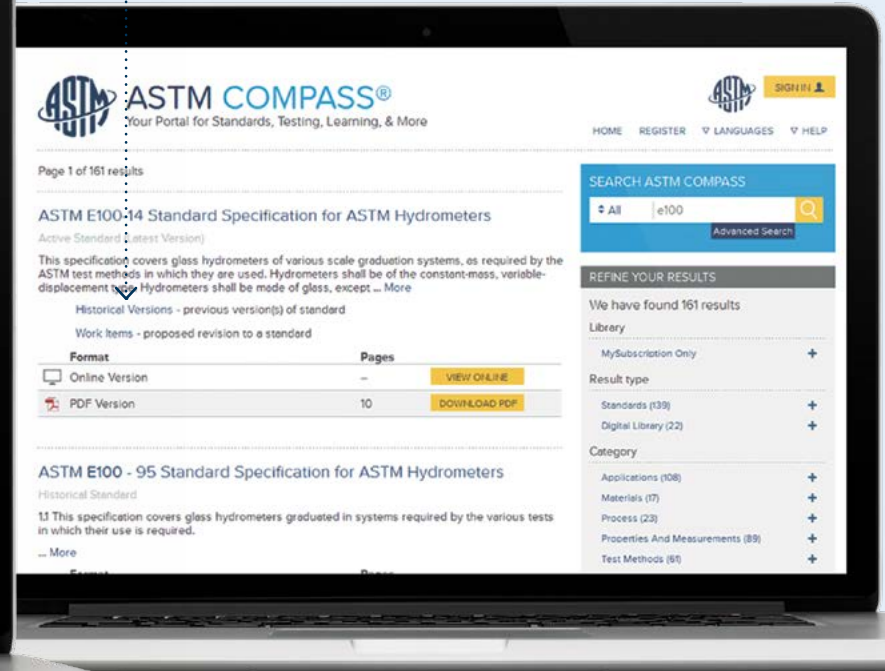 ASTM
ASTM COMPASS®
Your Portal for Standards, Testing, Learning, & More
ASTM
SIGN IN
HOME REGISTER ∇ LANGUAGES ∇ HELP
Page 1 of 161 results
ASTM E100-14 Standard Specification for ASTM Hydrometers
Active Standard (Latest Version)
This specification covers glass hydrometers of various scale graduation systems, as required by the
ASTM test methods in which they are used. Hydrometers shall be of the constant-mass, variable-
displacement type. Hydrometers shall be made of glass, except ... More
Historical Versions - previous version(s) of standard
Work Items - proposed revision to a standard
Format Pages
Online Version – VIEW ONLINE
PDF Version 10 DOWNLOAD PDF
ASTM E100 - 95 Standard Specification for ASTM Hydrometers
Historical Standard
1.1 This specification covers glass hydrometers graduated in systems required by the various tests
in which their use is required.
... More
Format Pages
SEARCH ASTM COMPASS
All e100
Advanced Search
REFINE YOUR RESULTS
We have found 161 results
Library
MySubscription Only +
Result type
Standards (139) +
Digital Library (22) +
Category
Applications (108) +
Materials (17) +
Process (23) +
Properties And Measurements (89) +
Test Methods (61) +